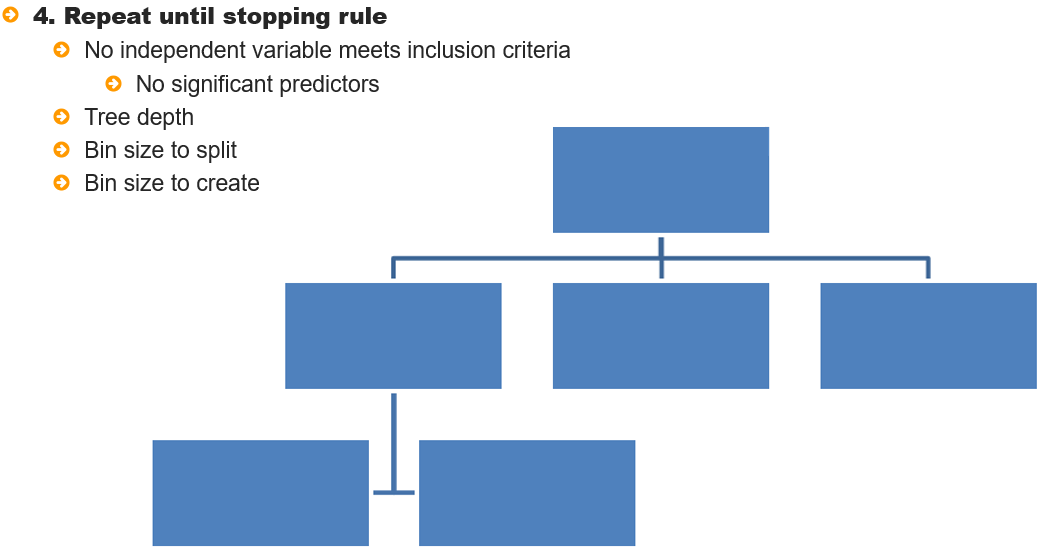 4. Repeat until stopping rule
No independent variable meets inclusion criteria
No significant predictors
Tree depth
Bin size to split
Bin size to create